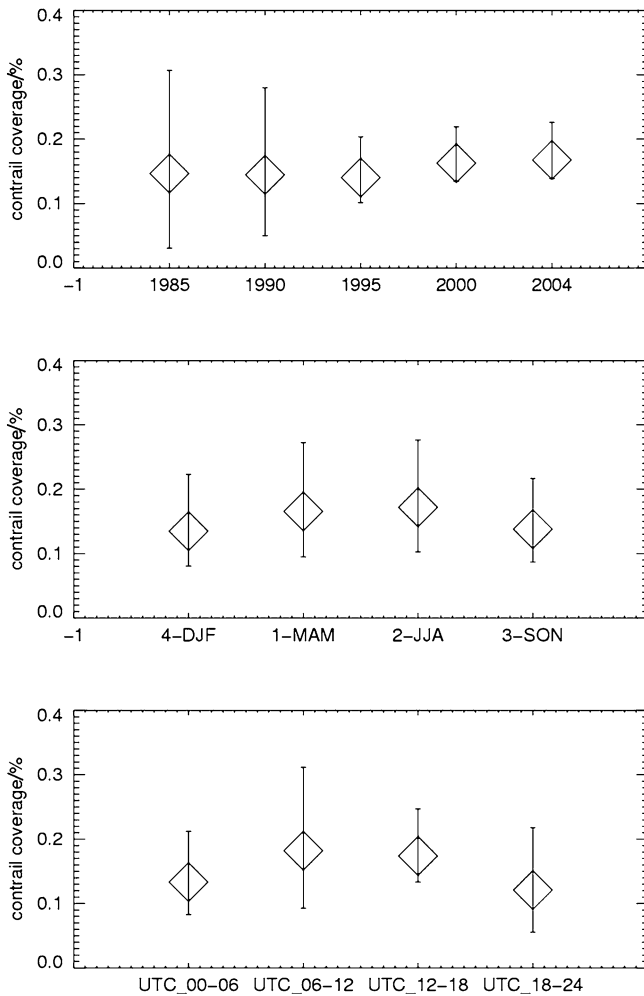 0.4
0.3
0.2
0.1
0.0
contrail coverage/%
-1 1985 1990 1995 2000 2004
0.4
0.3
0.2
0.1
0.0
contrail coverage/%
-1 4-DJF 1-MAM 2-JJA 3-SON
0.4
0.3
0.2
0.1
0.0
contrail coverage/%
UTC_00-06 UTC_06-12 UTC_12-18 UTC_18-24